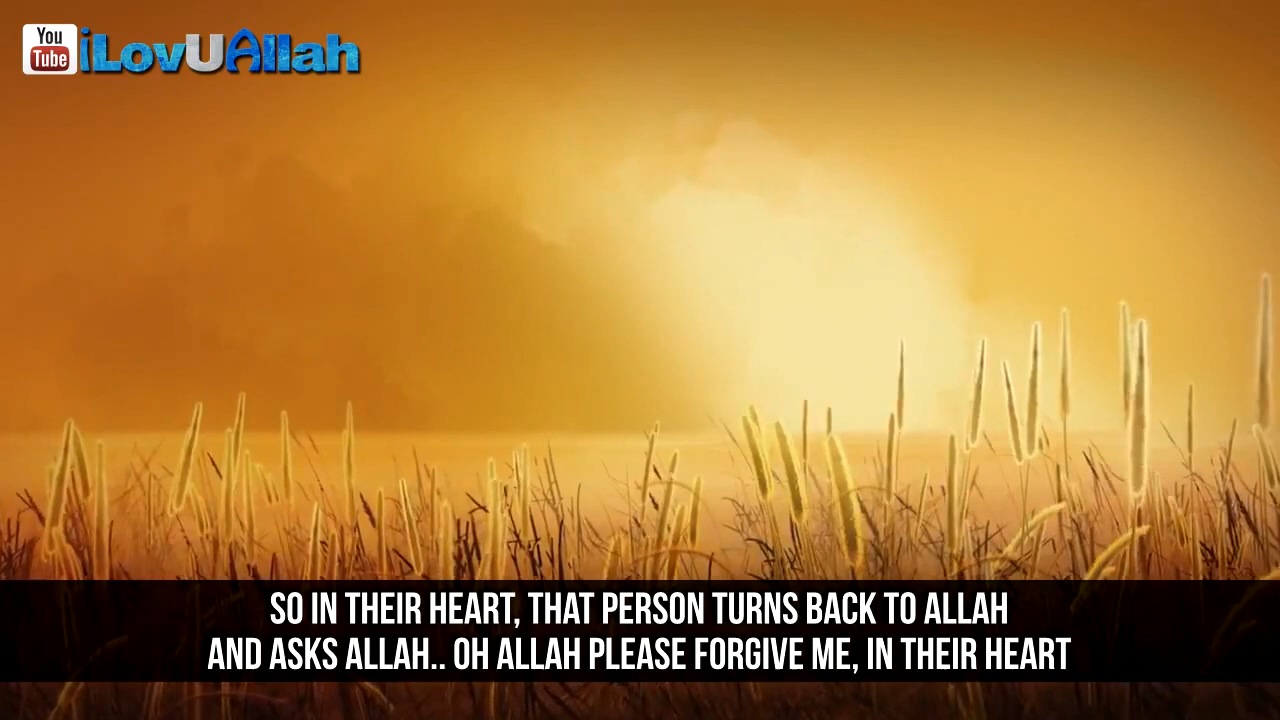 You
Tube
iLovUAllah
SO IN THEIR HEART, THAT PERSON TURNS BACK TO ALLAH
AND ASKS ALLAH.. OH ALLAH PLEASE FORGIVE ME, IN THEIR HEART